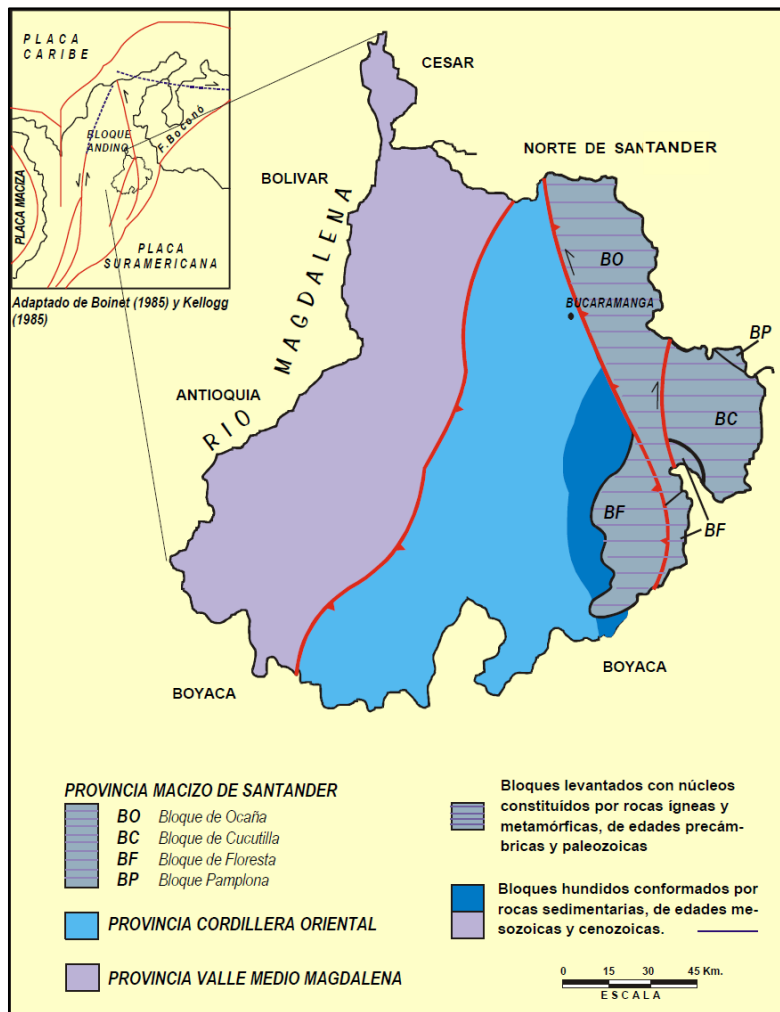 PLACA
CARIBE
BLOQUE
ANDINO
F. Boconó
PLACA MACIZA
PLACA
SURAMERICANA
Adaptado de Boinet (1985) y Kellogg
(1985)
CESAR
NORTE DE SANTANDER
BOLIVAR
RIO MAGDALENA
ANTIOQUIA
BO
BUCARAMANGA
BP
BC
BF
BF
BOYACA
BOYACA
PROVINCIA MACIZO DE SANTANDER
BO Bloque de Ocaña
BC Bloque de Cucutilla
BF Bloque de Floresta
BP Bloque Pamplona
PROVINCIA CORDILLERA ORIENTAL
PROVINCIA VALLE MEDIO MAGDALENA
Bloques levantados con núcleos
constituídos por rocas ígneas y
metamórficas, de edades precám-
bricas y paleozoicas
Bloques hundidos conformados por
rocas sedimentarias, de edades me-
sozoicas y cenozoicas.
0 15 30 45 Km.
ESCALA